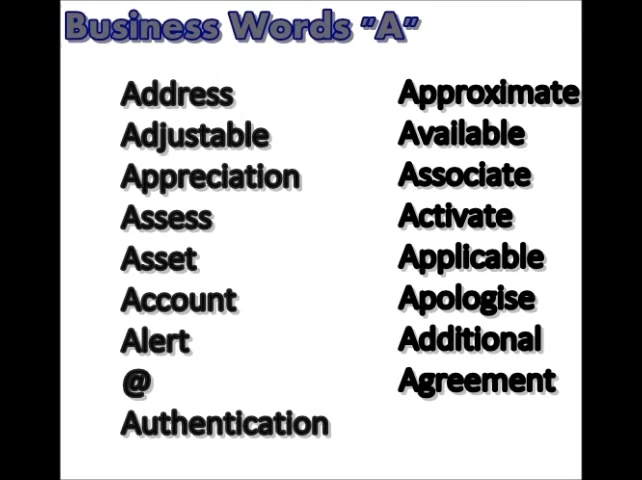 Business Words "A"
Address
Adjustable
Appreciation
Assess
Asset
Account
Alert
@
Authentication
Approximate
Available
Associate
Activate
Applicable
Apologise
Additional
Agreement